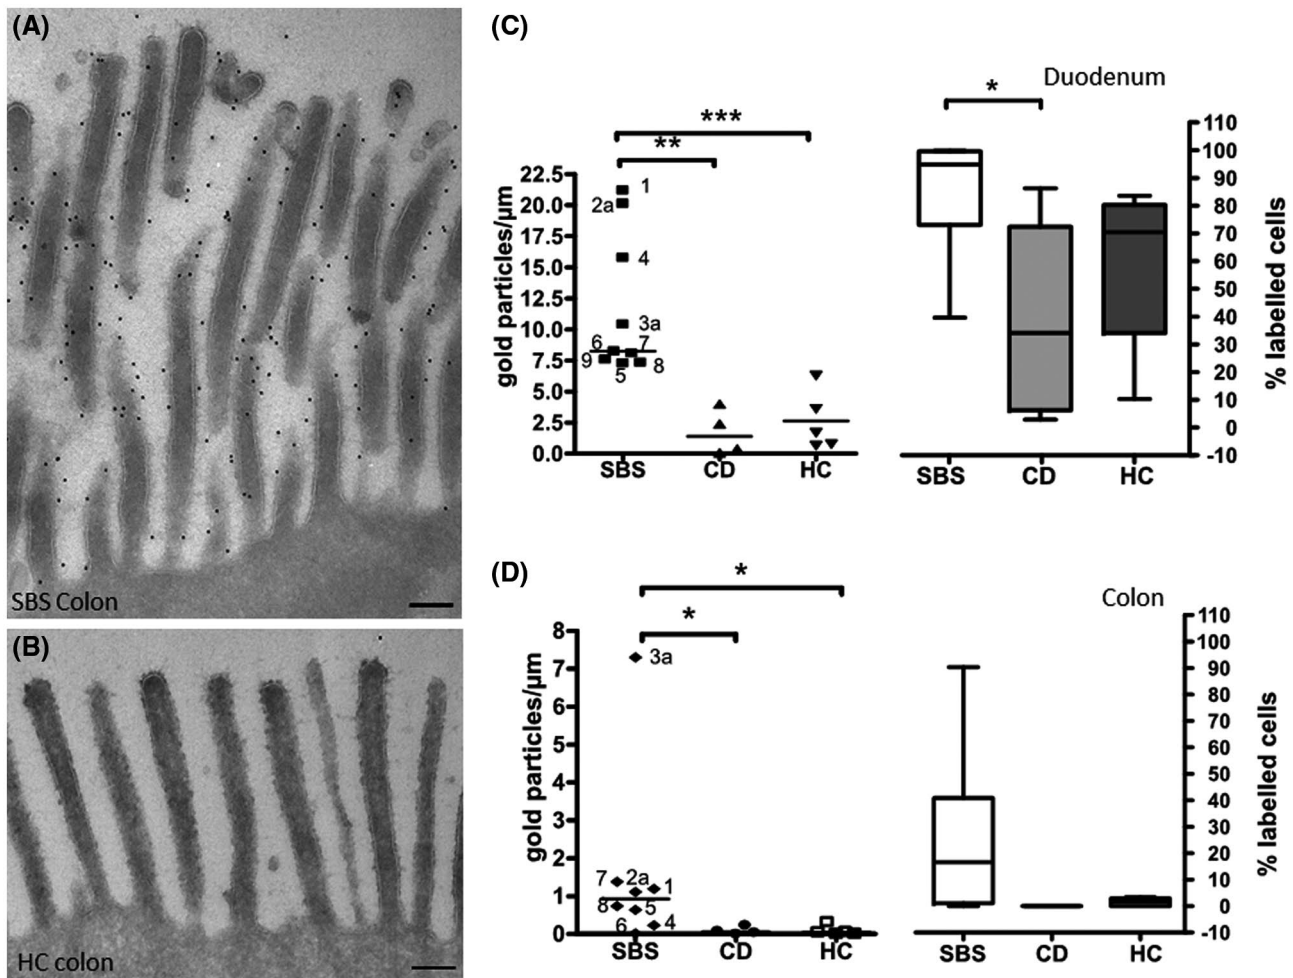 (A)
SBS Colon
(B)
HC colon
(C)
Duodenum
*
***
**
gold particles/μm
22.5
20.0
17.5
15.0
12.5
10.0
7.5
5.0
2.5
0.0
1
2a
4
3a
6
7
9
5
8
SBS CD HC
110
100
90
80
70
60
50
40
30
20
10
0
-10
% labelled cells
SBS CD HC
(D)
Colon
*
*
gold particles/μm
8
7
6
5
4
3
2
1
0
3a
7 2a 1
8 5
6 4
SBS CD HC
110
100
90
80
70
60
50
40
30
20
10
0
-10
% labelled cells
SBS CD HC